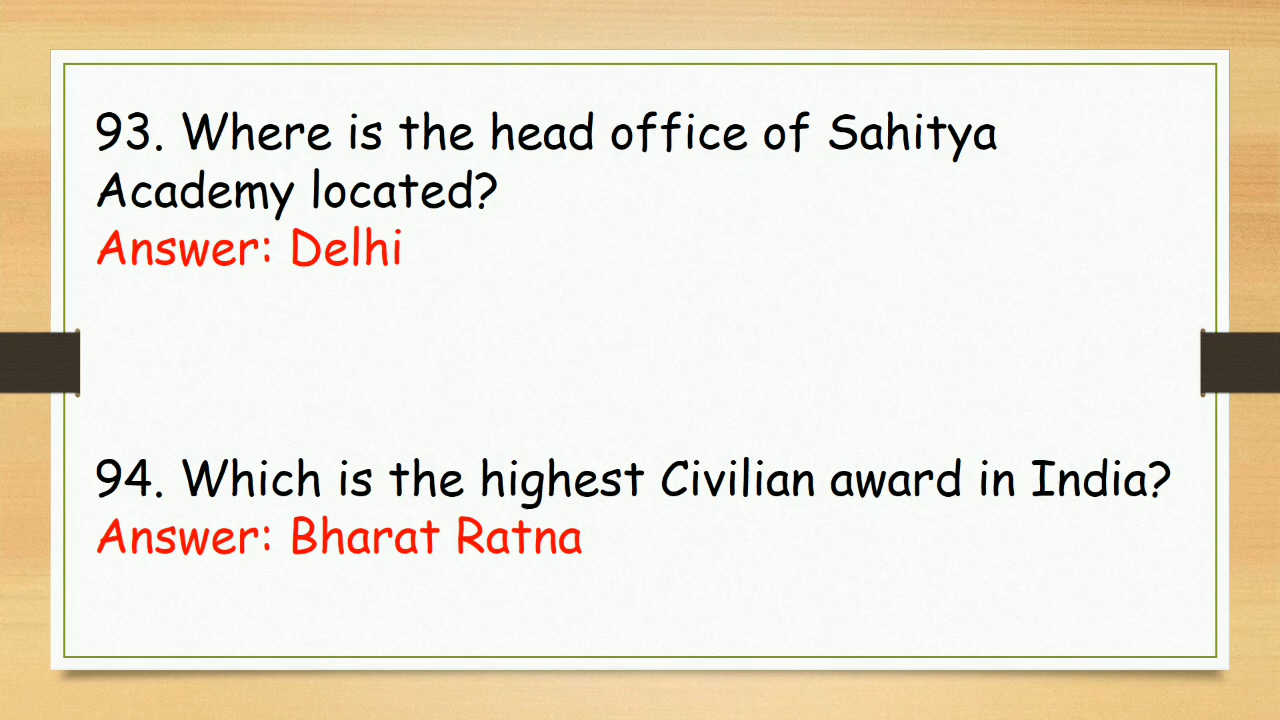 93. Where is the head office of Sahitya
Academy located?
Answer: Delhi
94. Which is the highest Civilian award in India?
Answer: Bharat Ratna